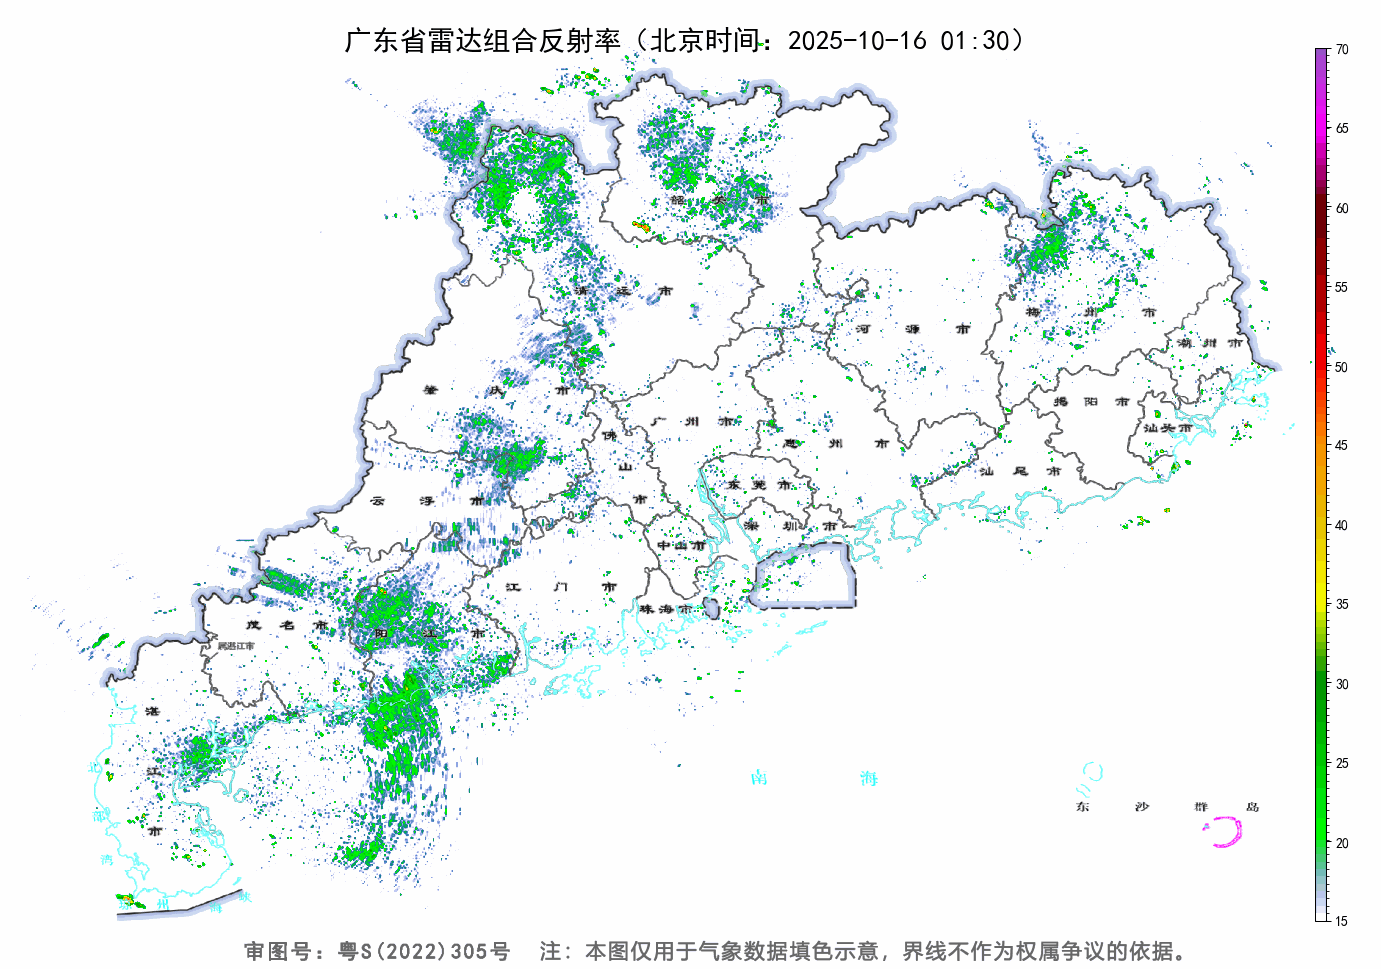 广东省雷达组合反射率（北京时间：2025-10-16 01:30）
70
65
60
55
50
45
40
35
30
25
20
15
韶关市
清远市
河源市
梅州市
潮州市
肇庆市
广州市
佛山市
惠州市
揭阳市
汕头市
汕尾市
云浮市
东莞市
深圳市
中山市
江门市
珠海市
茂名市
阳江市
属湛江市
湛江市
南海
东沙群岛
北部湾
琼州海峡
审图号：粤S(2022)305号 注：本图仅用于气象数据填色示意，界线不作为权属争议的依据。